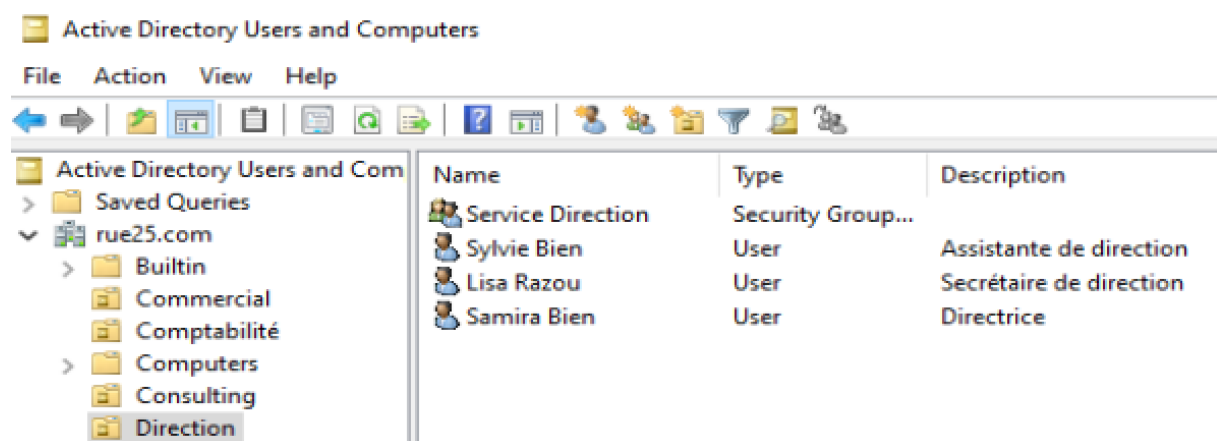 Active Directory Users and Computers
File Action View Help
Active Directory Users and Com
Saved Queries
rue25.com
Builtin
Commercial
Comptabilité
Computers
Consulting
Direction
Name Type Description
Service Direction Security Group...
Sylvie Bien User Assistante de direction
Lisa Razou User Secrétaire de direction
Samira Bien User Directrice